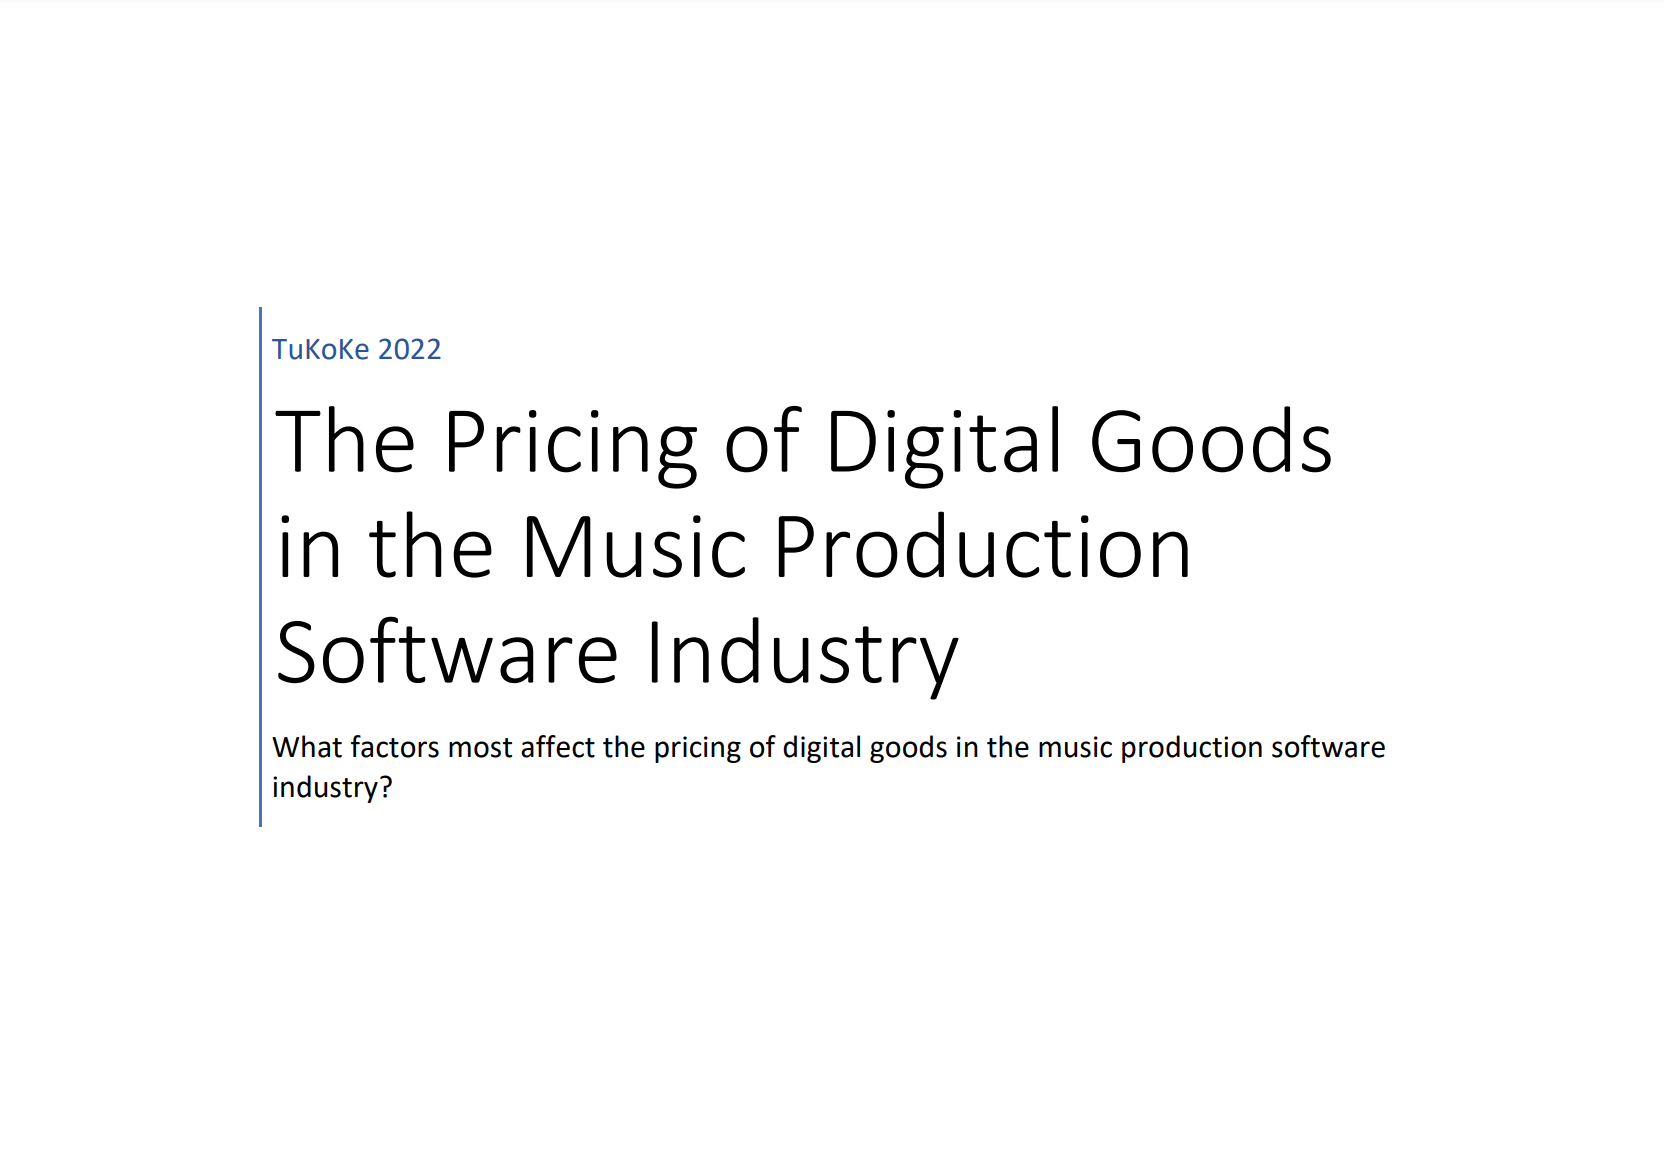 TuKoKe 2022
The Pricing of Digital Goods
in the Music Production
Software Industry
What factors most affect the pricing of digital goods in the music production software
industry?